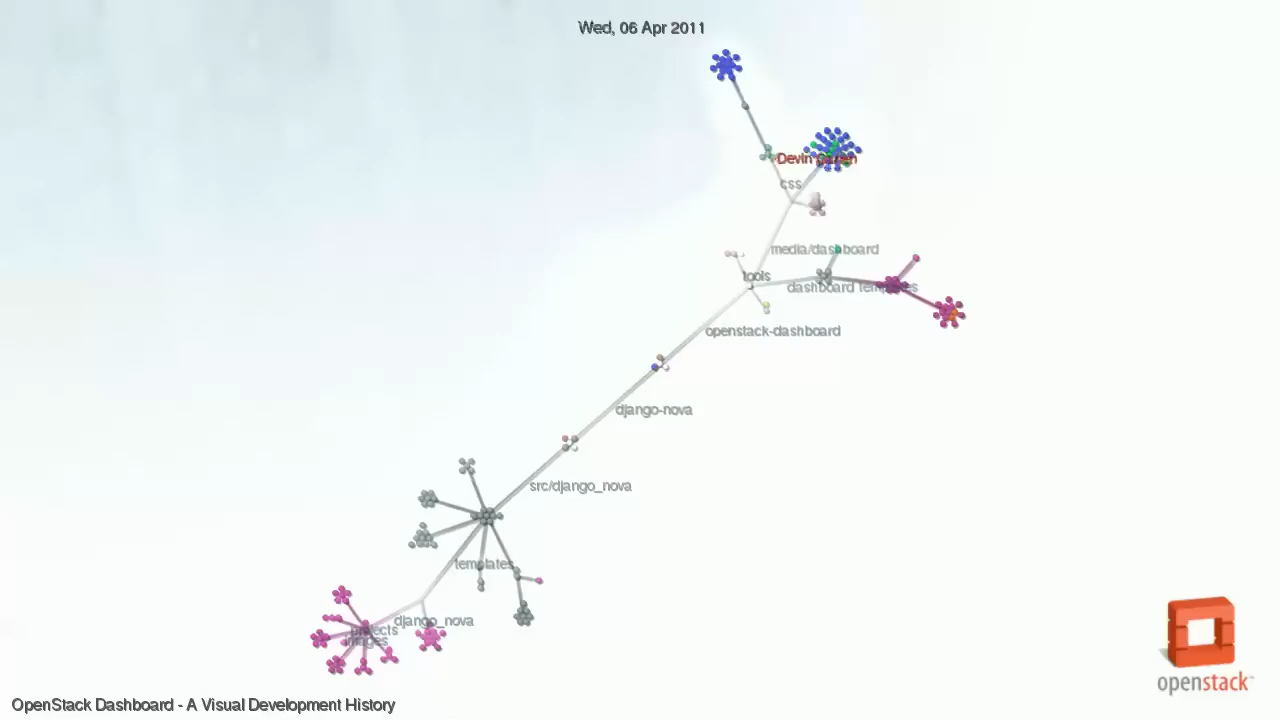 Wed, 06 Apr 2011
Devin
css
media/dashboard
tools
dashboard
openstack-dashboard
django-nova
src/django_nova
templates
django_nova
projects
images
openstack
OpenStack Dashboard - A Visual Development History